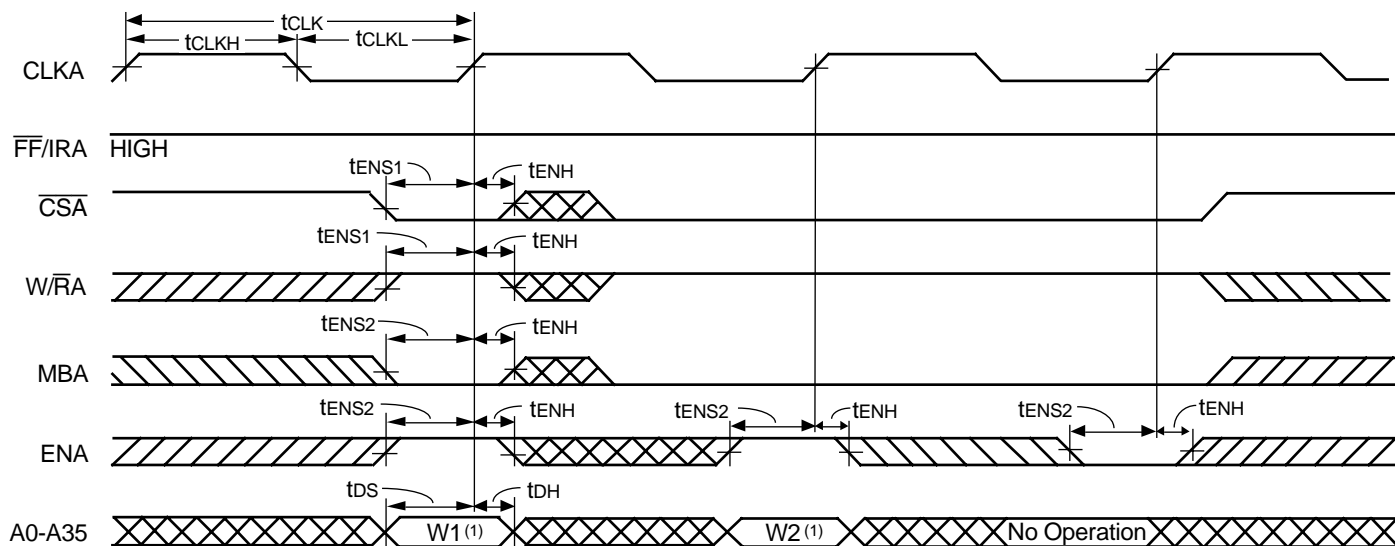 tCLK
tCLKH tCLKL
CLKA
FF/IRA HIGH
tENS1 tENH
CSA
tENS1 tENH
W/RA
tENS2 tENH
MBA
tENS2 tENH tENS2 tENH tENS2 tENH
ENA
tDS tDH
A0-A35 W1(1) W2(1) No Operation